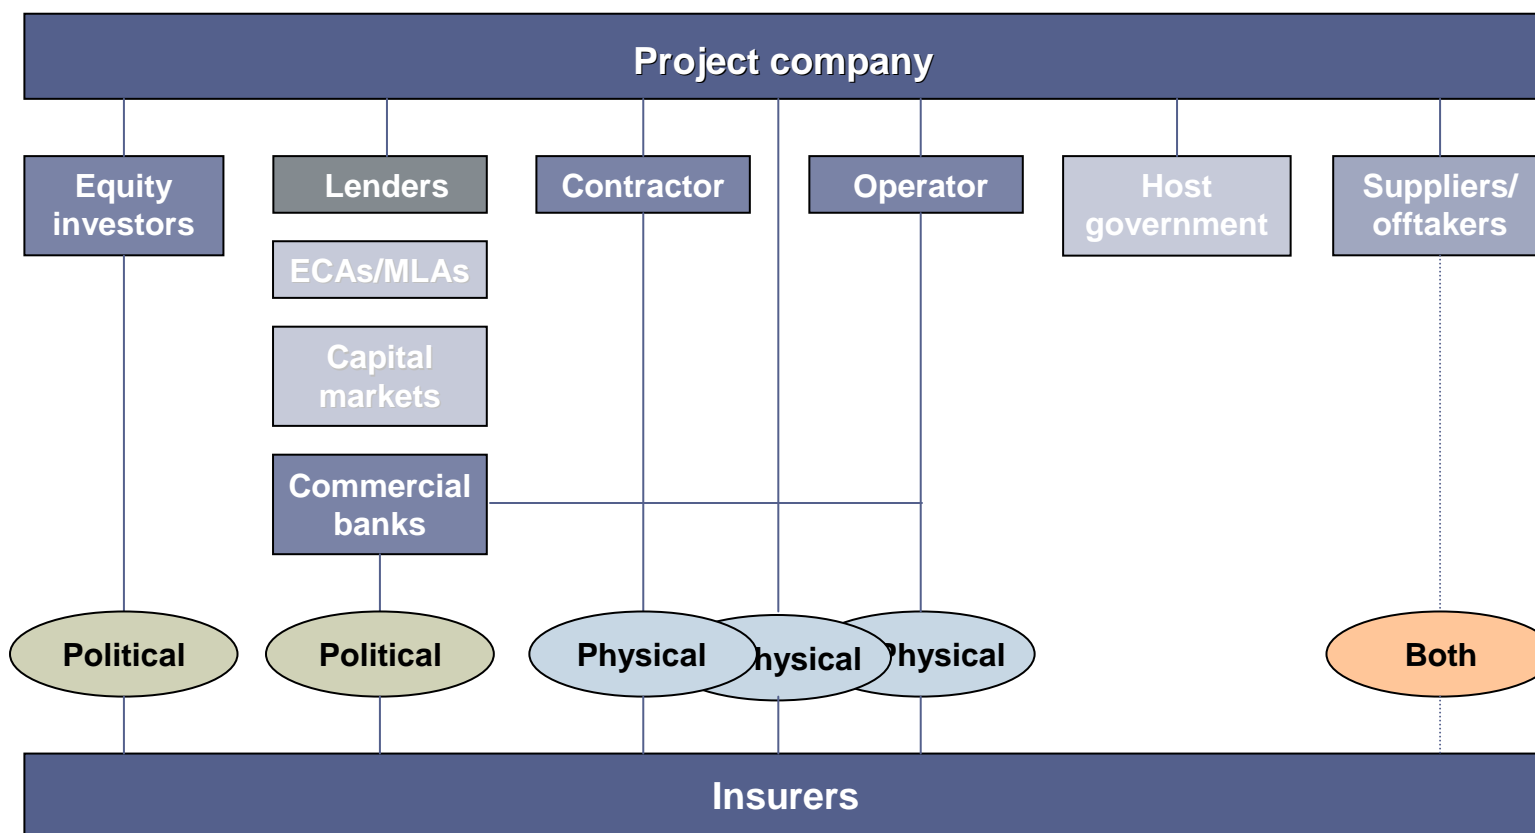 Project company
Equity
investors
Lenders
Contractor
Operator
Host
government
Suppliers/
offtakers
ECAs/MLAs
Capital
markets
Commercial
banks
Political
Political
Physical
hysical
Physical
Both
Insurers